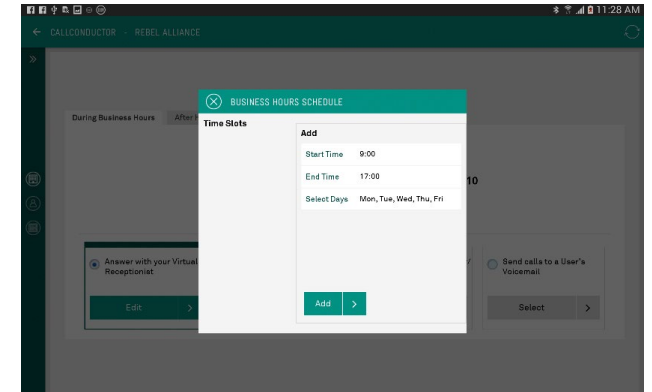 11:28 AM
CALLCONDUCTOR - REBEL ALLIANCE
BUSINESS HOURS SCHEDULE
During Business Hours
After
Time Slots
Add
Start Time 9:00
End Time 17:00
Select Days Mon, Tue, Wed, Thu, Fri
10
Answer with your Virtual
Receptionist
Send calls to a User's
Voicemail
Edit
Add
Select